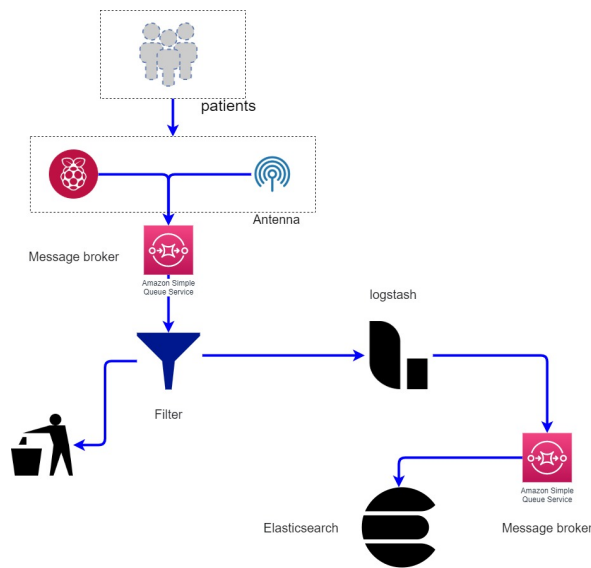 patients
Antenna
Message broker
Amazon Simple
Queue Service
logstash
Filter
Amazon Simple
Queue Service
Elasticsearch
Message broker